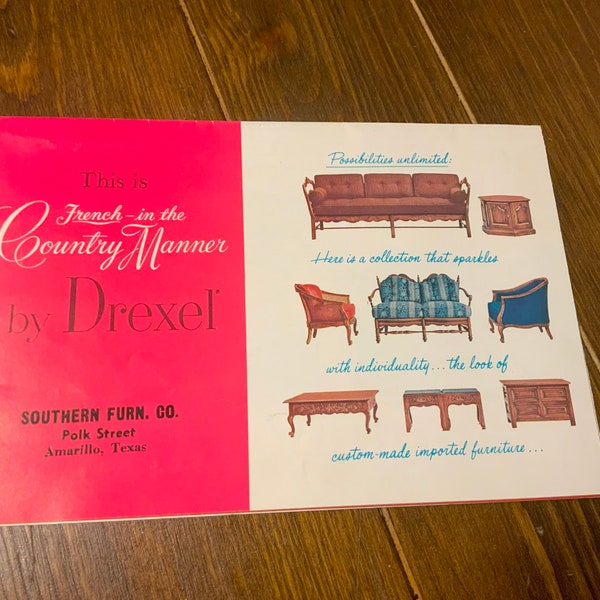 This is
French-in the
Country Manner
by Drexel®
SOUTHERN FURN. CO.
Polk Street
Amarillo, Texas
Possibilities unlimited:
Here is a collection that sparkles
with individuality... the look of
custom-made imported furniture...